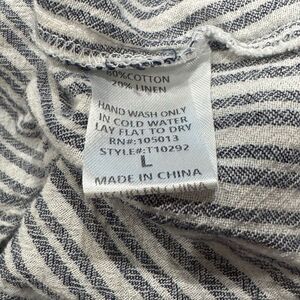 80%COTTON
20% LINEN
HAND WASH ONLY
IN COLD WATER
LAY FLAT TO DRY
RN#:105013
STYLE#:T10292
L
MADE IN CHINA